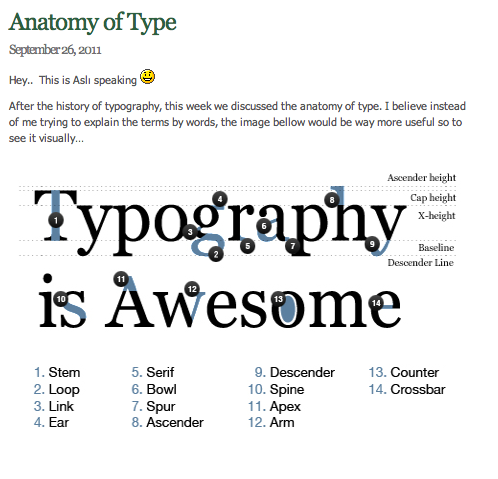 Anatomy of Type
September 26, 2011
Hey.. This is Aslı speaking
After the history of typography, this week we discussed the anatomy of type. I believe instead
of me trying to explain the terms by words, the image bellow would be way more useful so to
see it visually...
Ascender height
Cap height
X-height
Baseline
Descender Line
Typography
1 2 3 4 5 6 7 8 9
is Awesome
10 11 12 13 14
1. Stem 5. Serif 9. Descender 13. Counter
2. Loop 6. Bowl 10. Spine 14. Crossbar
3. Link 7. Spur 11. Apex
4. Ear 8. Ascender 12. Arm